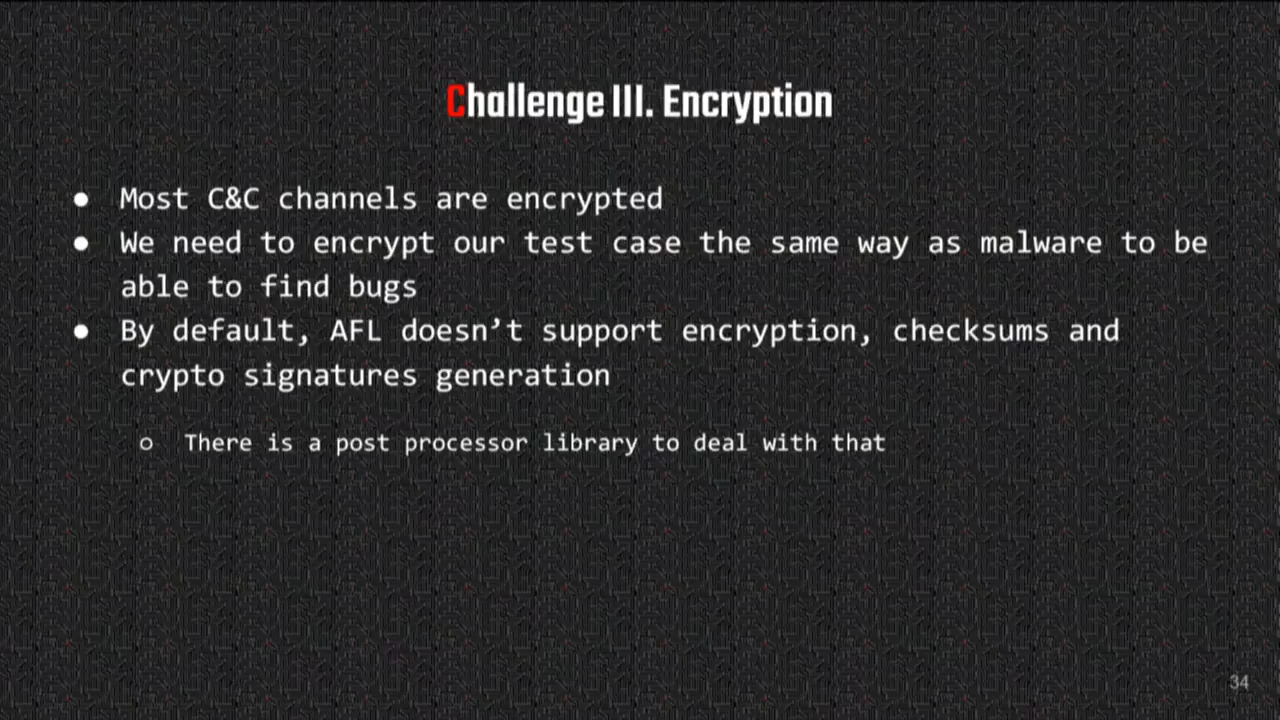 Challenge III. Encryption
● Most C&C channels are encrypted
● We need to encrypt our test case the same way as malware to be
able to find bugs
● By default, AFL doesn’t support encryption, checksums and
crypto signatures generation
○ There is a post processor library to deal with that
34